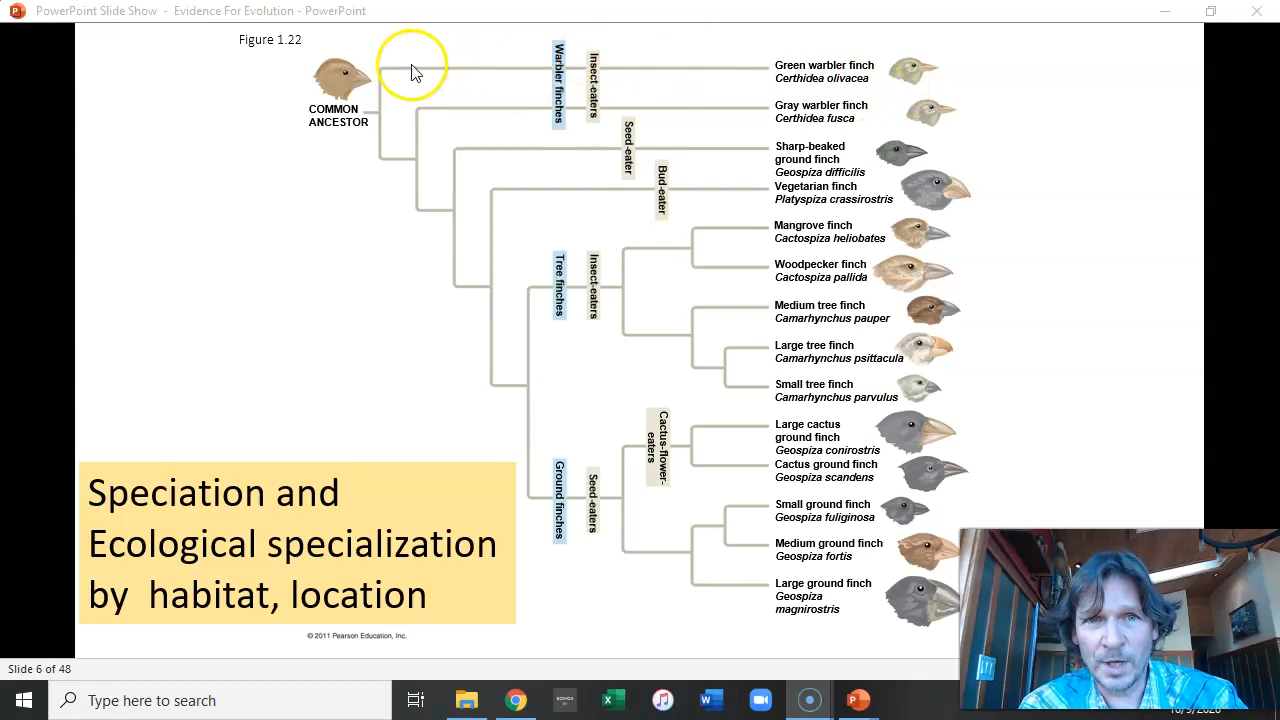 PowerPoint Slide Show - Evidence For Evolution - PowerPoint
Figure 1.22
COMMON
ANCESTOR
Warbler finches
Insect-eaters
Green warbler finch
Certhidea olivacea
Gray warbler finch
Certhidea fusca
Seed-eater
Sharp-beaked
ground finch
Geospiza difficilis
Bud-eater
Vegetarian finch
Platyspiza crassirostris
Tree finches
Insect-eaters
Mangrove finch
Cactospiza heliobates
Woodpecker finch
Cactospiza pallida
Medium tree finch
Camarhynchus pauper
Large tree finch
Camarhynchus psittacula
Small tree finch
Camarhynchus parvulus
Ground finches
Seed-eaters
Cactus-flower-
eaters
Large cactus
ground finch
Geospiza conirostris
Cactus ground finch
Geospiza scandens
Small ground finch
Geospiza fuliginosa
Medium ground finch
Geospiza fortis
Large ground finch
Geospiza
magnirostris
Speciation and
Ecological specialization
by habitat, location
© 2011 Pearson Education, Inc.
Slide 6 of 48
Type here to search
SONOS